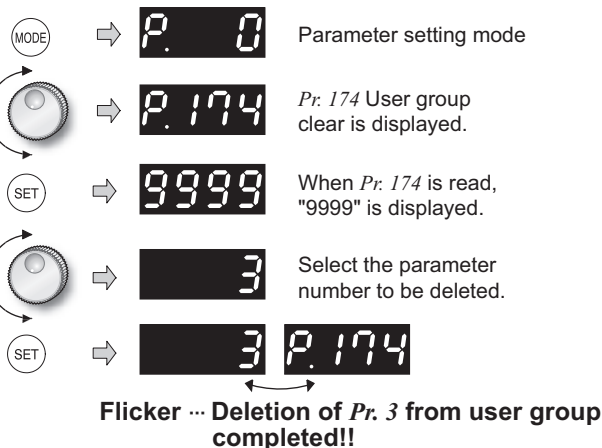 MODE P. 0 Parameter setting mode
P.174 Pr. 174 User group
clear is displayed.
SET 9999 When Pr. 174 is read,
"9999" is displayed.
3 Select the parameter
number to be deleted.
SET 3 P.174
Flicker ··· Deletion of Pr. 3 from user group
completed!!